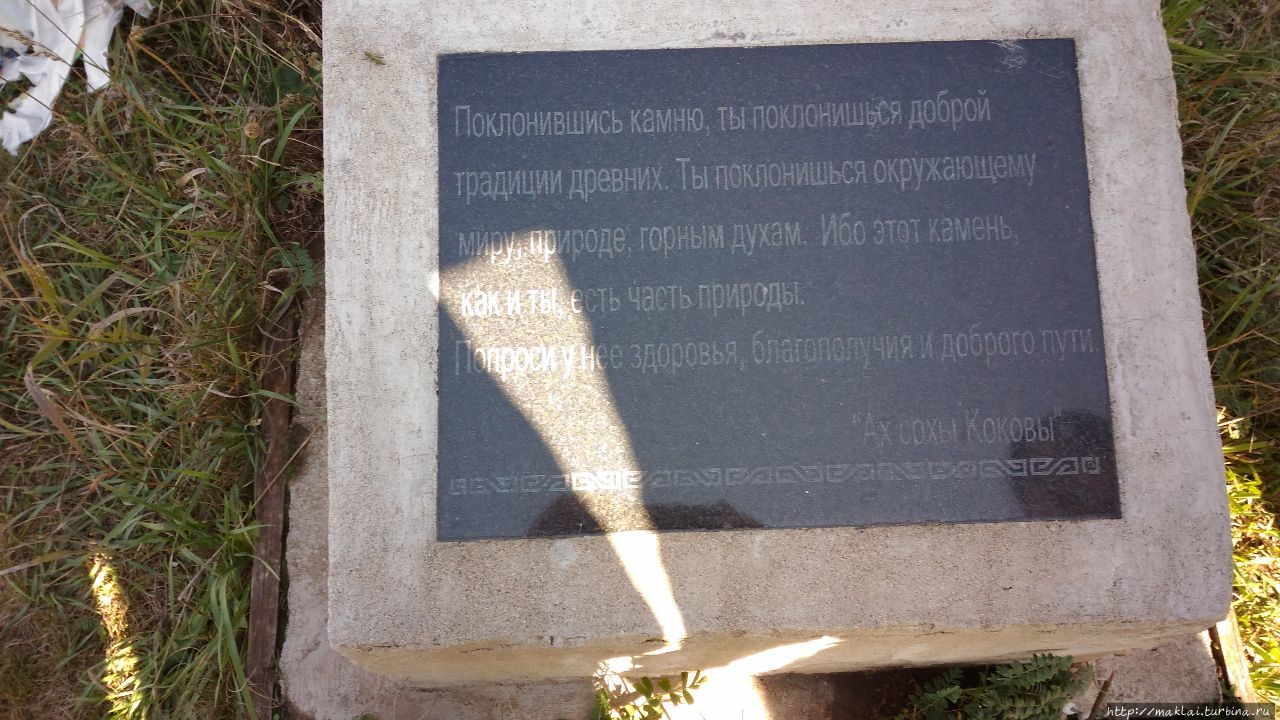 Поклонившись камню, ты поклонишься доброй
традиции древних. Ты поклонишься окружающему
миру, природе, горным духам. Ибо этот камень,
как и ты, есть часть природы.
Попроси у нее здоровья, благополучия и доброго пути.
"Ах сохы Коковы"
http://maklai.turbina.ru